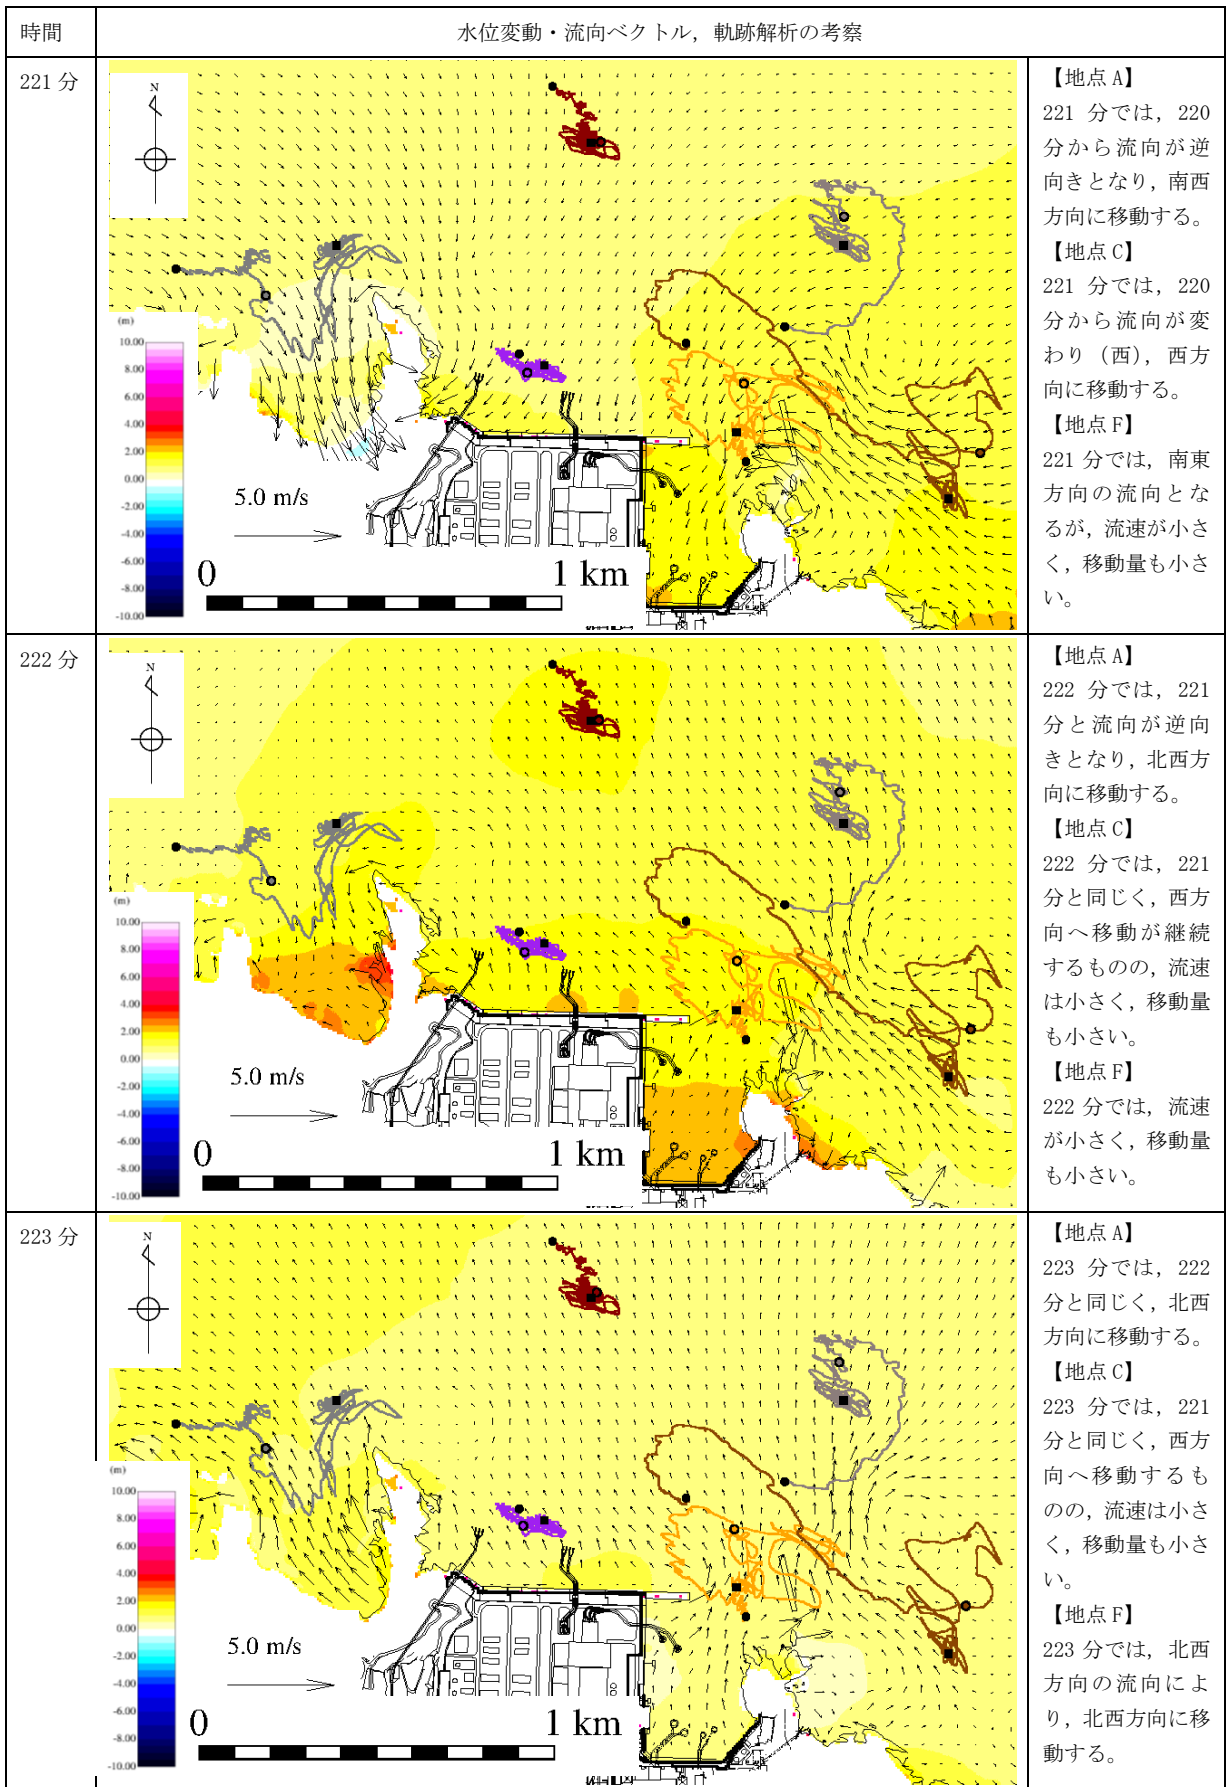 時間
水位変動・流向ベクトル，軌跡解析の考察
221 分
N
(m)
10.00
8.00
6.00
4.00
2.00
0.00
-2.00
-4.00
-6.00
-8.00
-10.00
5.0 m/s
0
1 km
【地点 A】
221 分では，220
分から流向が逆
向きとなり，南西
方向に移動する。
【地点 C】
221 分では，220
分から流向が変
わり（西），西方
向に移動する。
【地点 F】
221 分では，南東
方向の流向とな
るが，流速が小さ
く，移動量も小さ
い。
222 分
N
(m)
10.00
8.00
6.00
4.00
2.00
0.00
-2.00
-4.00
-6.00
-8.00
-10.00
5.0 m/s
0
1 km
【地点 A】
222 分では，221
分と流向が逆向
きとなり，北西方
向に移動する。
【地点 C】
222 分では，221
分と同じく，西方
向へ移動が継続
するものの，流速
は小さく，移動量
も小さい。
【地点 F】
222 分では，流速
が小さく，移動量
も小さい。
223 分
N
(m)
10.00
8.00
6.00
4.00
2.00
0.00
-2.00
-4.00
-6.00
-8.00
-10.00
5.0 m/s
0
1 km
【地点 A】
223 分では，222
分と同じく，北西
方向に移動する。
【地点 C】
223 分では，221
分と同じく，西方
向へ移動するも
のの，流速は小さ
く，移動量も小さ
い。
【地点 F】
223 分では，北西
方向の流向によ
り，北西方向に移
動する。